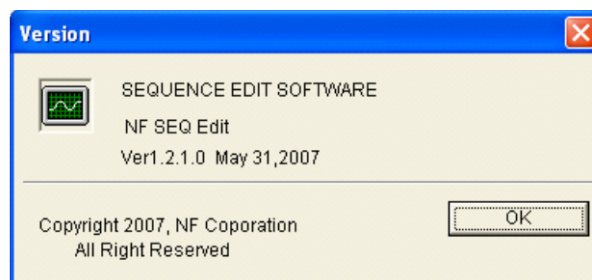 Version
SEQUENCE EDIT SOFTWARE
NF SEQ Edit
Ver1.2.1.0 May 31,2007
Copyright 2007, NF Coporation
All Right Reserved
OK